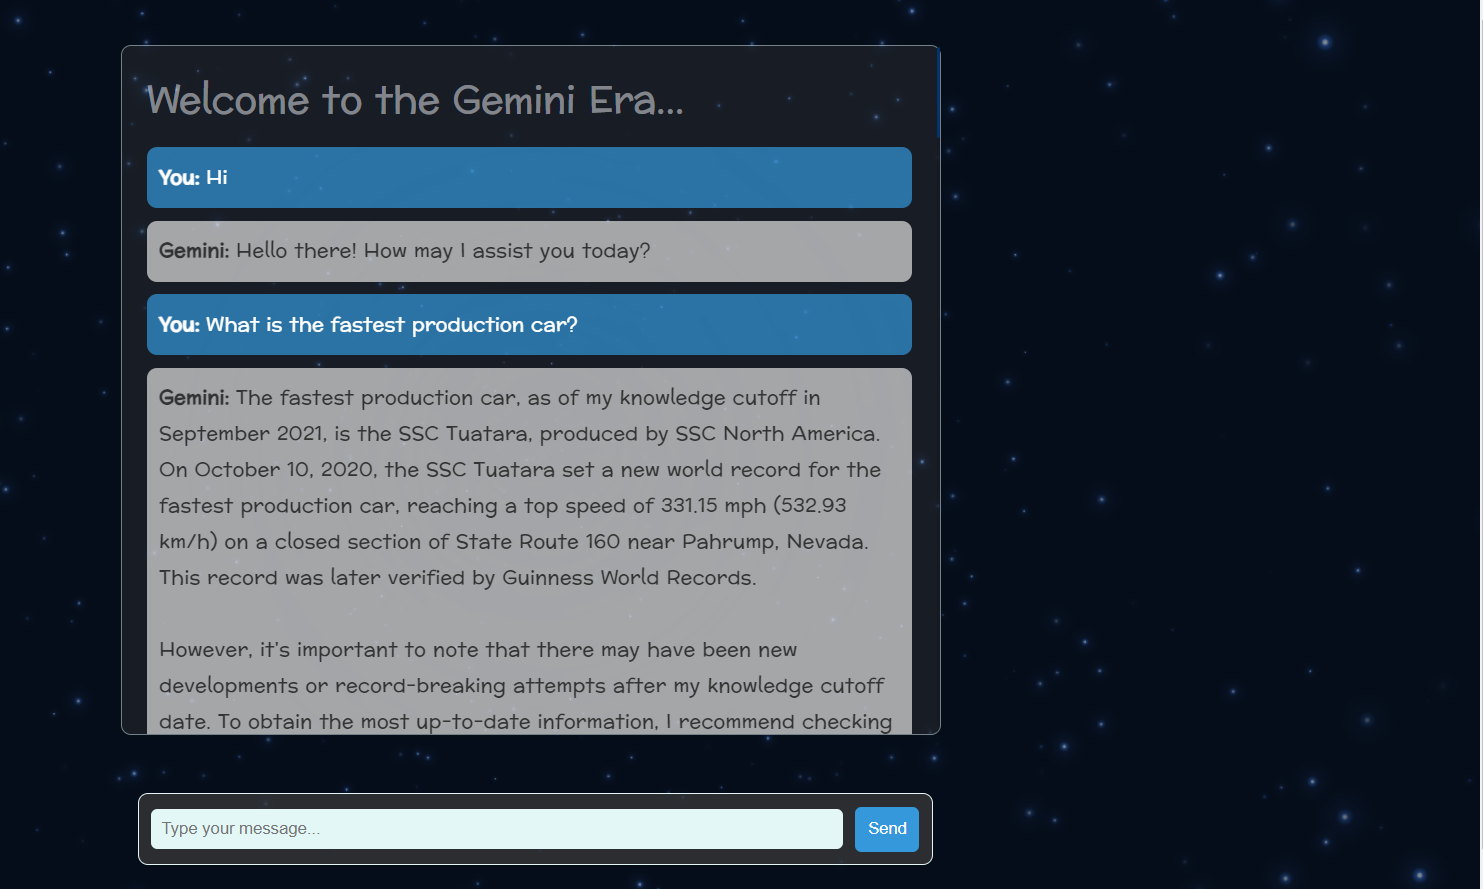 Welcome to the Gemini Era...
You: Hi
Gemini: Hello there! How may I assist you today?
You: What is the fastest production car?
Gemini: The fastest production car, as of my knowledge cutoff in
September 2021, is the SSC Tuatara, produced by SSC North America.
On October 10, 2020, the SSC Tuatara set a new world record for the
fastest production car, reaching a top speed of 331.15 mph (532.93
km/h) on a closed section of State Route 160 near Pahrump, Nevada.
This record was later verified by Guinness World Records.
However, it's important to note that there may have been new
developments or record-breaking attempts after my knowledge cutoff
date. To obtain the most up-to-date information, I recommend checking
Type your message...
Send